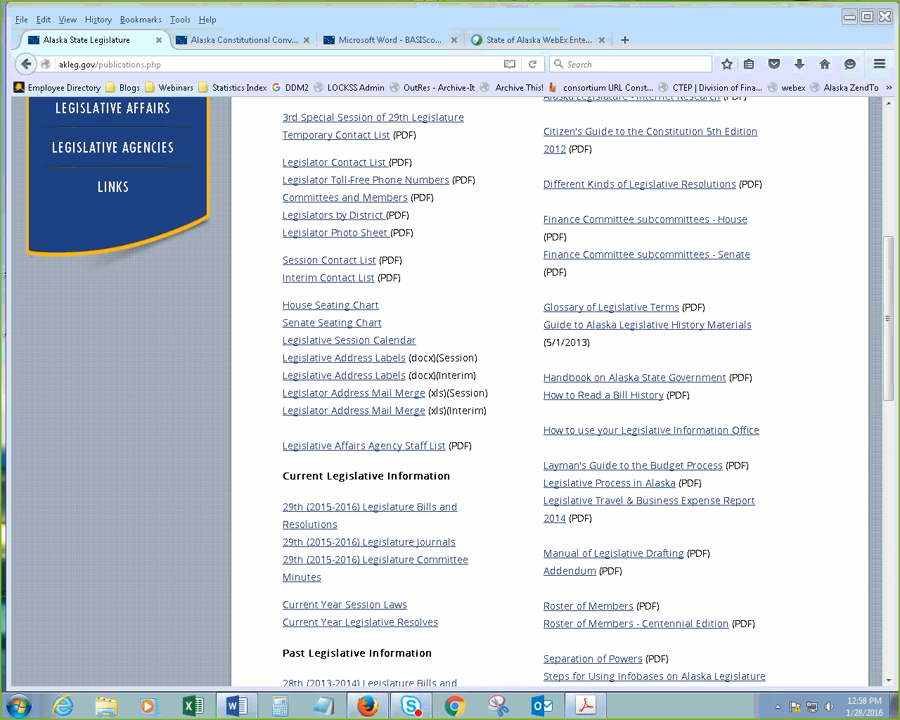 File Edit View History Bookmarks Tools Help
Alaska State Legislature
Alaska Constitutional Conv...
Microsoft Word - BASISco...
State of Alaska WebEx Ente...
akleg.gov/publications.php
Search
Employee Directory Blogs Webinars Statistics Index DDM2 LOCKSS Admin OutRes - Archive-It Archive This! consortium URL Const... CTEP | Division of Fina... webex Alaska ZendTo
LEGISLATIVE AFFAIRS
LEGISLATIVE AGENCIES
LINKS
3rd Special Session of 29th Legislature
Temporary Contact List (PDF)
Legislator Contact List (PDF)
Legislator Toll-Free Phone Numbers (PDF)
Committees and Members (PDF)
Legislators by District (PDF)
Legislator Photo Sheet (PDF)
Session Contact List (PDF)
Interim Contact List (PDF)
House Seating Chart
Senate Seating Chart
Legislative Session Calendar
Legislative Address Labels (docx)(Session)
Legislative Address Labels (docx)(Interim)
Legislator Address Mail Merge (xls)(Session)
Legislator Address Mail Merge (xls)(Interim)
Legislative Affairs Agency Staff List (PDF)
Current Legislative Information
29th (2015-2016) Legislature Bills and
Resolutions
29th (2015-2016) Legislature Journals
29th (2015-2016) Legislature Committee
Minutes
Current Year Session Laws
Current Year Legislative Resolves
Past Legislative Information
28th (2013-2014) Legislature Bills and
Alaska Legislature - Internet Research (PDF)
Citizen's Guide to the Constitution 5th Edition
2012 (PDF)
Different Kinds of Legislative Resolutions (PDF)
Finance Committee subcommittees - House
(PDF)
Finance Committee subcommittees - Senate
(PDF)
Glossary of Legislative Terms (PDF)
Guide to Alaska Legislative History Materials
(5/1/2013)
Handbook on Alaska State Government (PDF)
How to Read a Bill History (PDF)
How to use your Legislative Information Office
Layman's Guide to the Budget Process (PDF)
Legislative Process in Alaska (PDF)
Legislative Travel & Business Expense Report
2014 (PDF)
Manual of Legislative Drafting (PDF)
Addendum (PDF)
Roster of Members (PDF)
Roster of Members - Centennial Edition (PDF)
Separation of Powers (PDF)
Steps for Using Infobases on Alaska Legislature
12:58 PM
1/28/2016